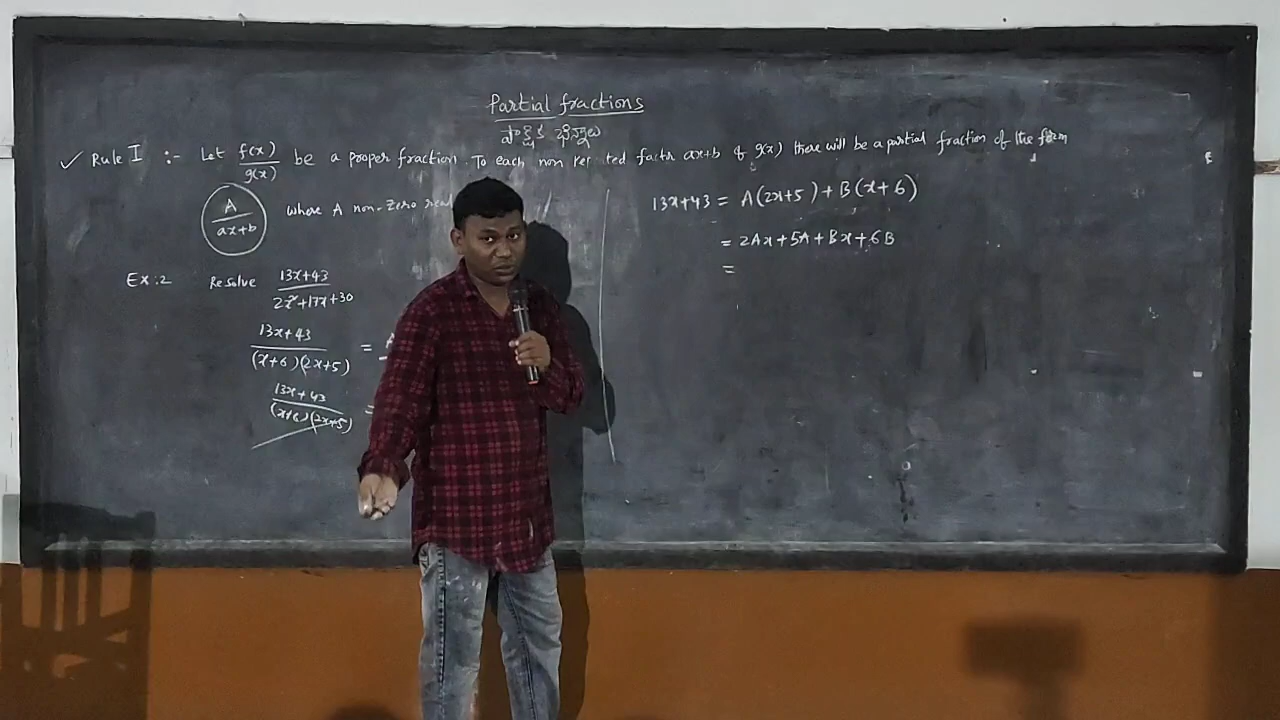 Partial fractions
పాక్షిక భిన్నాలు
✓ Rule I :- Let f(x)/g(x) be a proper fraction. To each non factor ax+b of g(x) there will be a partial fraction of the form
A/(ax+b) where A non-zero
Ex:2 Resolve (13x+43)/(2x²+17x+30)
(13x+43)/((x+6)(2x+5)) =
(13x+43)/((x+6)(2x+5)) =
13x+43 = A(2x+5)+B(x+6)
= 2Ax+5A+Bx+6B
=